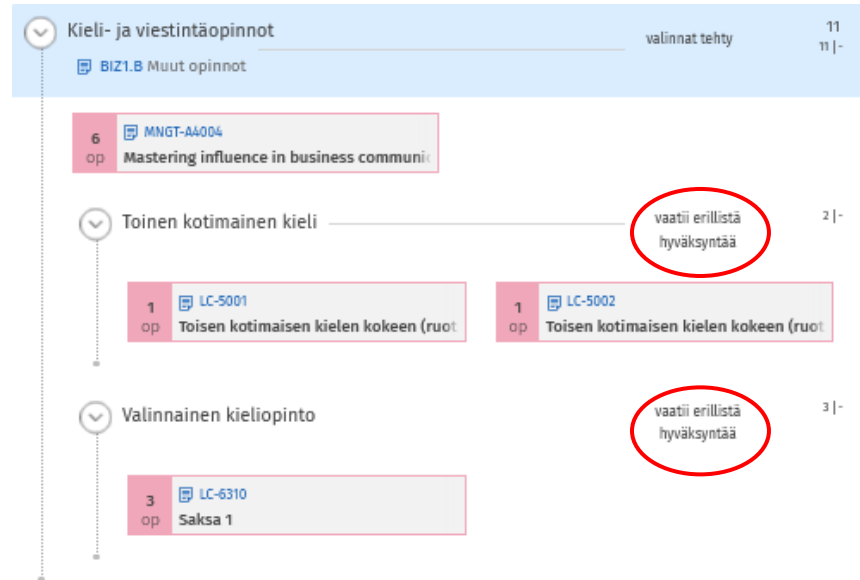 Kieli- ja viestintäopinnot
valinnat tehty
11
11 | -
BIZ1.B Muut opinnot
6
op
MNGT-A4004
Mastering influence in business communi
Toinen kotimainen kieli
vaatii erillistä
hyväksyntää
2 | -
1
op
LC-5001
Toisen kotimaisen kielen kokeen (ruot
1
op
LC-5002
Toisen kotimaisen kielen kokeen (ruot
Valinnainen kieliopinto
vaatii erillistä
hyväksyntää
3 | -
3
op
LC-6310
Saksa 1